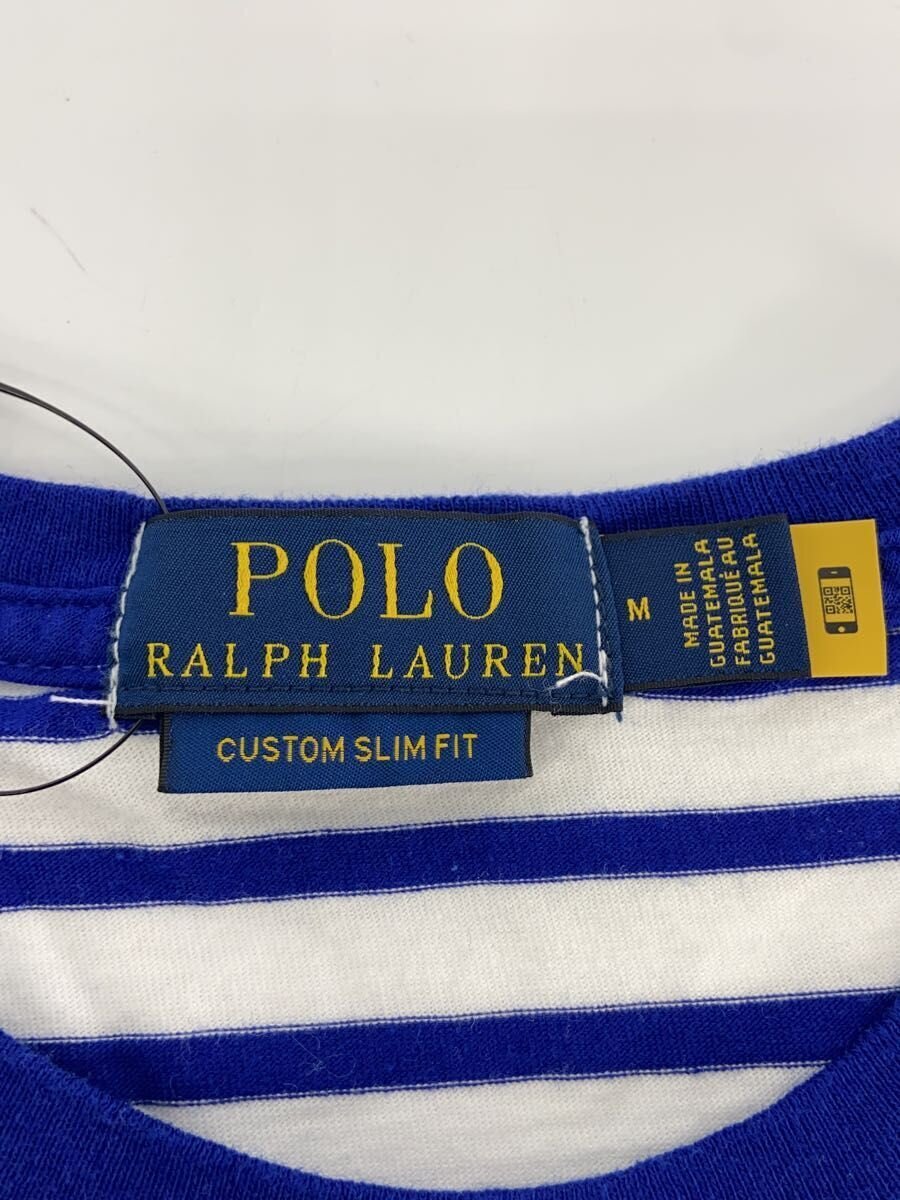 POLO
RALPH LAUREN
CUSTOM SLIM FIT
M
MADE IN
GUATEMALA
FABRIQUÉ AU
GUATEMALA